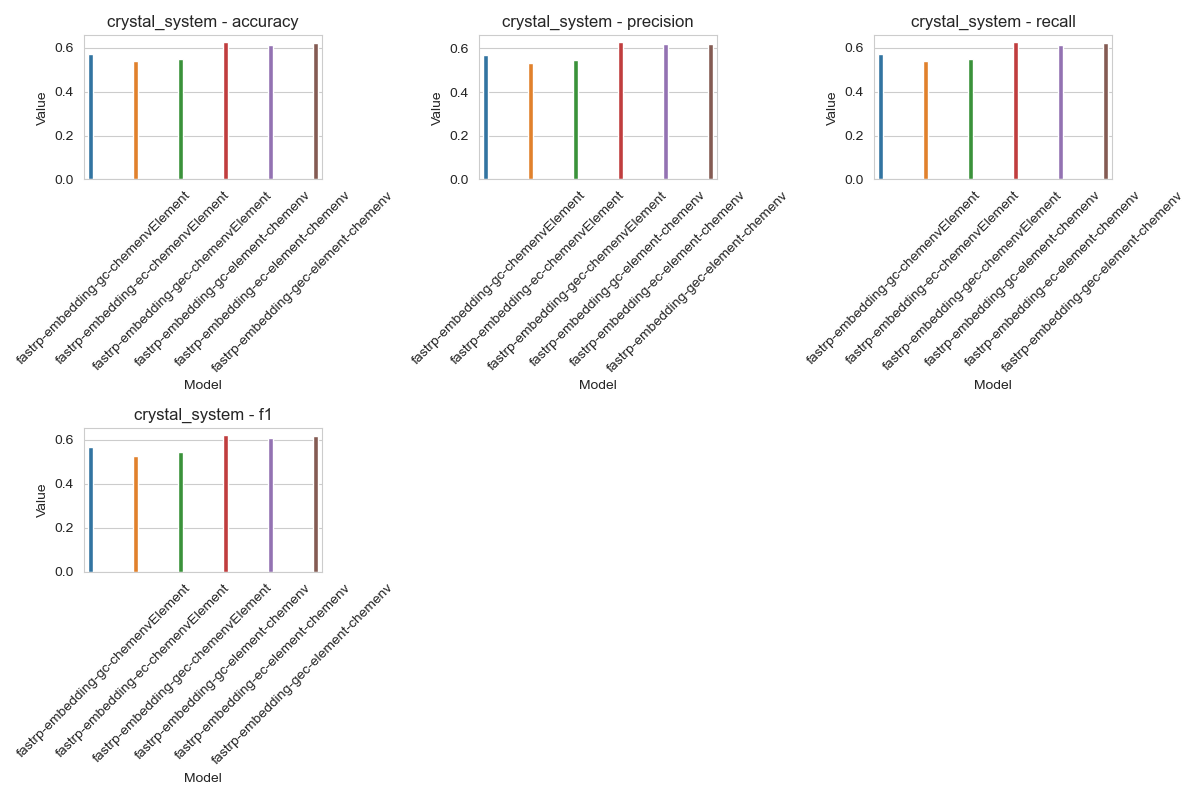 crystal_system - accuracy
Value
0.6
0.4
0.2
0.0
fastrp-embedding-gc-chemenvElement
fastrp-embedding-ec-chemenvElement
fastrp-embedding-gec-chemenvElement
fastrp-embedding-gc-element-chemenv
fastrp-embedding-ec-element-chemenv
fastrp-embedding-gec-element-chemenv
Model
crystal_system - precision
Value
0.6
0.4
0.2
0.0
fastrp-embedding-gc-chemenvElement
fastrp-embedding-ec-chemenvElement
fastrp-embedding-gec-chemenvElement
fastrp-embedding-gc-element-chemenv
fastrp-embedding-ec-element-chemenv
fastrp-embedding-gec-element-chemenv
Model
crystal_system - recall
Value
0.6
0.4
0.2
0.0
fastrp-embedding-gc-chemenvElement
fastrp-embedding-ec-chemenvElement
fastrp-embedding-gec-chemenvElement
fastrp-embedding-gc-element-chemenv
fastrp-embedding-ec-element-chemenv
fastrp-embedding-gec-element-chemenv
Model
crystal_system - f1
Value
0.6
0.4
0.2
0.0
fastrp-embedding-gc-chemenvElement
fastrp-embedding-ec-chemenvElement
fastrp-embedding-gec-chemenvElement
fastrp-embedding-gc-element-chemenv
fastrp-embedding-ec-element-chemenv
fastrp-embedding-gec-element-chemenv
Model